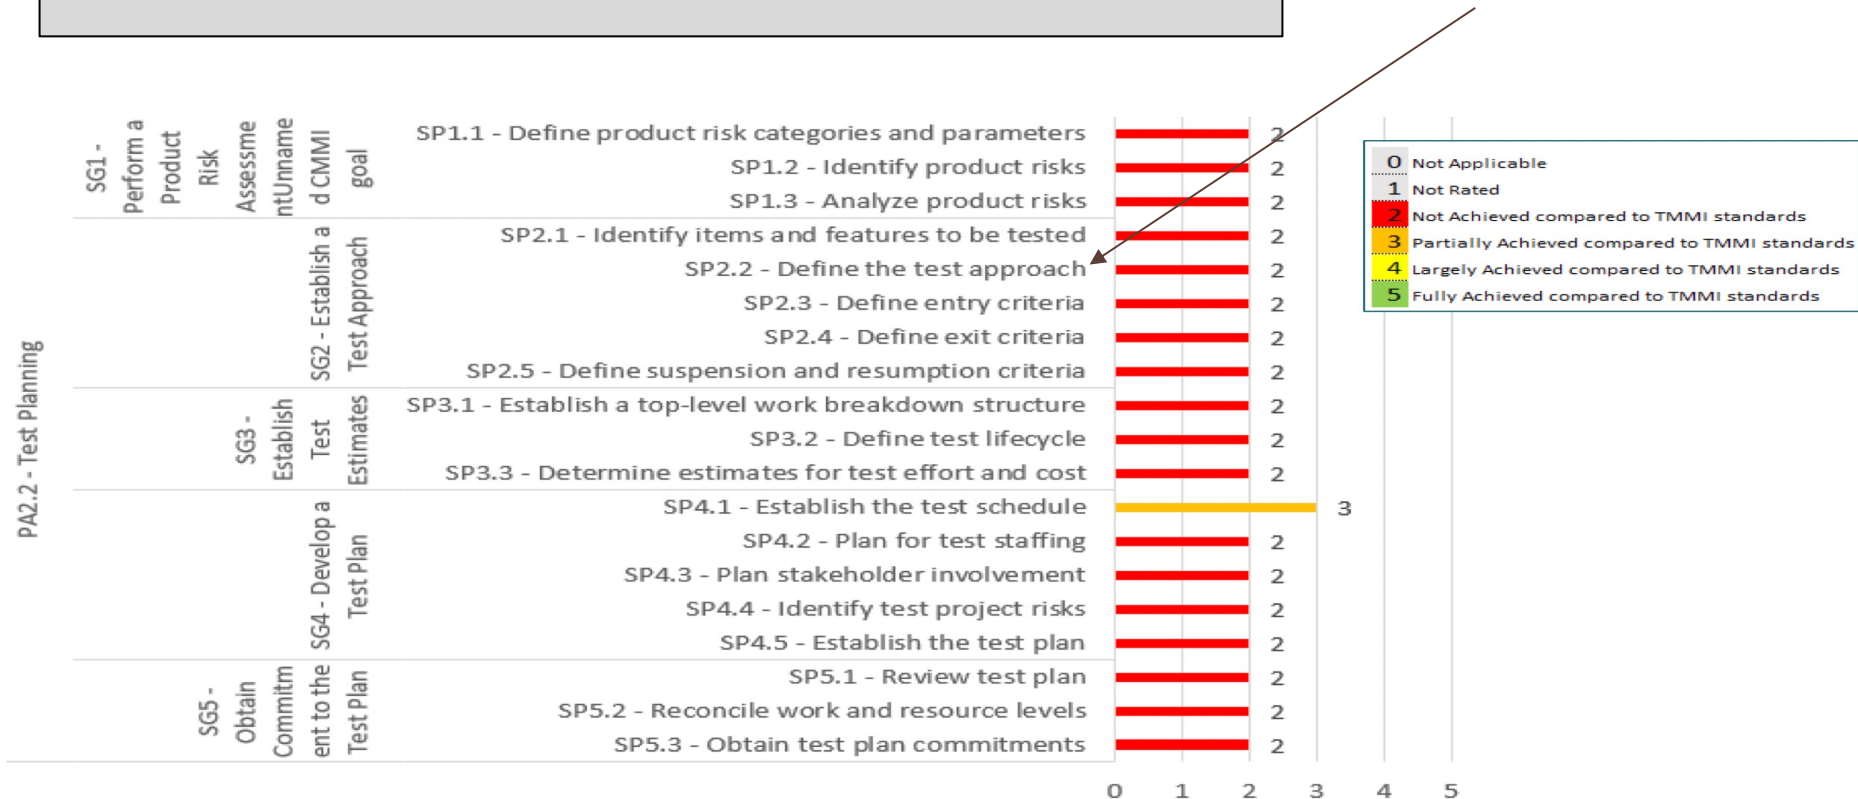 SG1 -
Perform a
Product
Risk
Assessme
ntUnname
d CMMI
goal
SP1.1 - Define product risk categories and parameters 2
SP1.2 - Identify product risks 2
SP1.3 - Analyze product risks 2
SG2 - Establish a
Test Approach
SP2.1 - Identify items and features to be tested 2
SP2.2 - Define the test approach 2
SP2.3 - Define entry criteria 2
SP2.4 - Define exit criteria 2
SP2.5 - Define suspension and resumption criteria 2
PA2.2 - Test Planning
SG3 -
Establish
Test
Estimates
SP3.1 - Establish a top-level work breakdown structure 2
SP3.2 - Define test lifecycle 2
SP3.3 - Determine estimates for test effort and cost 2
SG4 - Develop a
Test Plan
SP4.1 - Establish the test schedule 3
SP4.2 - Plan for test staffing 2
SP4.3 - Plan stakeholder involvement 2
SP4.4 - Identify test project risks 2
SP4.5 - Establish the test plan 2
SG5 -
Obtain
Commitm
ent to the
Test Plan
SP5.1 - Review test plan 2
SP5.2 - Reconcile work and resource levels 2
SP5.3 - Obtain test plan commitments 2
0 1 2 3 4 5
0 Not Applicable
1 Not Rated
2 Not Achieved compared to TMMI standards
3 Partially Achieved compared to TMMI standards
4 Largely Achieved compared to TMMI standards
5 Fully Achieved compared to TMMI standards